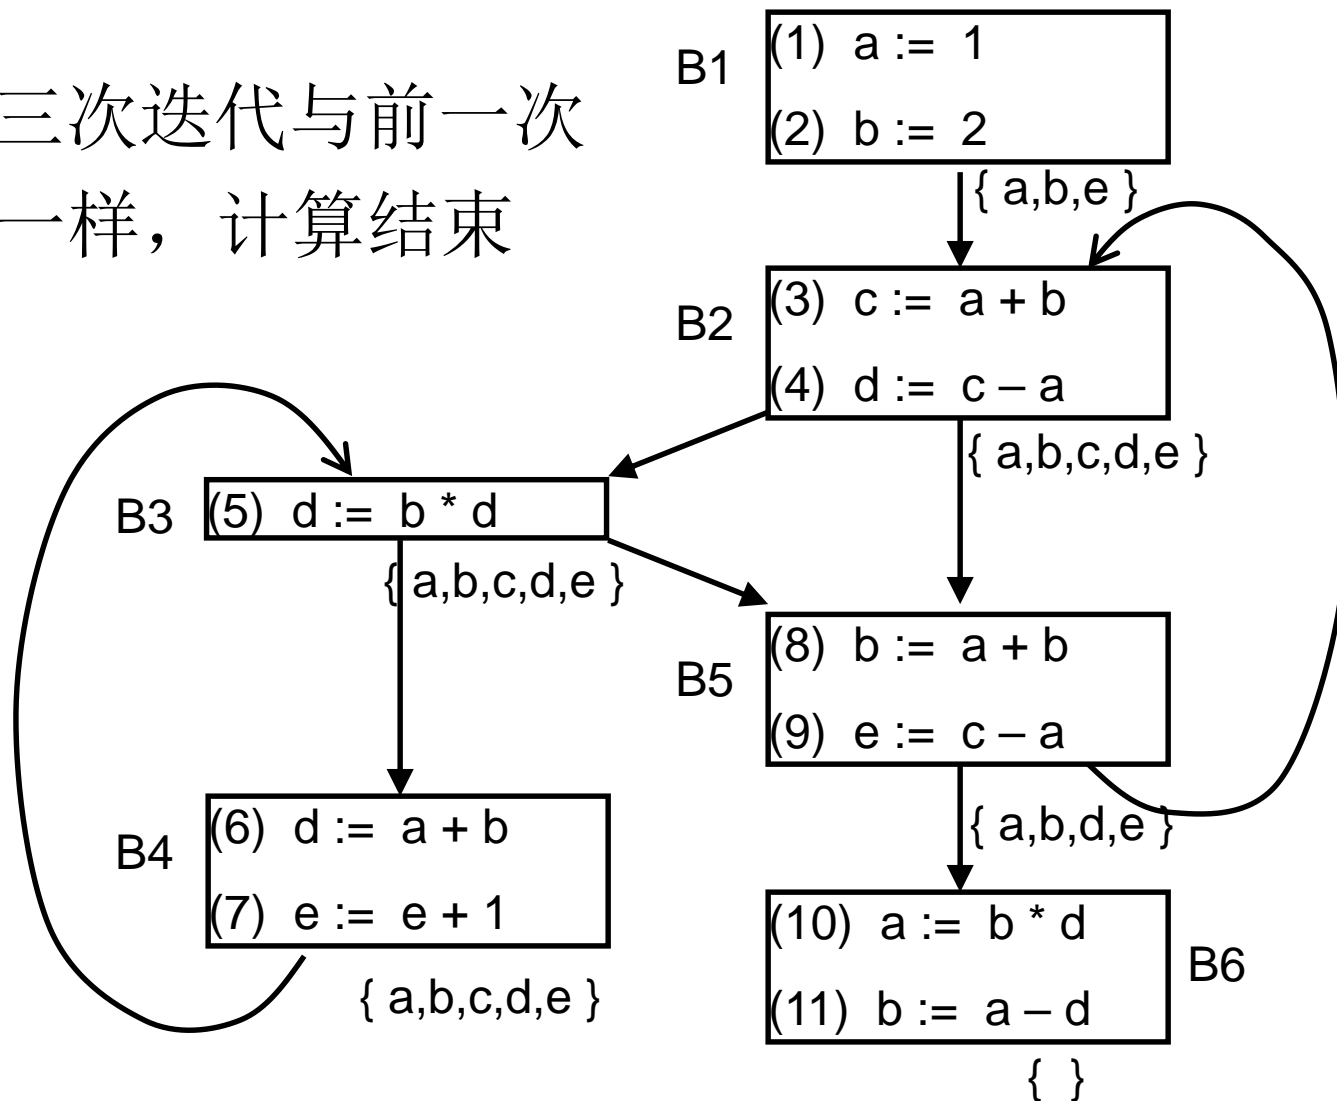 三次迭代与前一次
一样，计算结束
B1
(1) a := 1
(2) b := 2
{ a,b,e }
B2
(3) c := a + b
(4) d := c – a
{ a,b,c,d,e }
B3
(5) d := b * d
{ a,b,c,d,e }
B5
(8) b := a + b
(9) e := c – a
{ a,b,d,e }
B4
(6) d := a + b
(7) e := e + 1
{ a,b,c,d,e }
B6
(10) a := b * d
(11) b := a – d
{ }